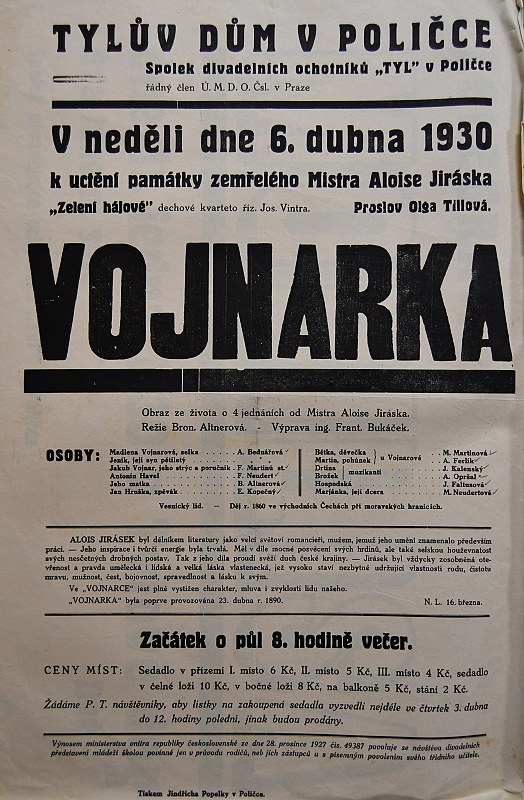 TYLŮV DŮM V POLIČCE
Spolek divadelních ochotníků „TYL" v Poličce
řádný člen Ú. M. D. O. Čsl. v Praze
V neděli dne 6. dubna 1930
k uctění památky zemřelého Mistra Aloise Jiráska
„Zelení hájové" dechové kvarteto říz. Jos. Vintra. Proslov Olga Tillová.
VOJNARKA
Obraz ze života o 4 jednáních od Mistra Aloise Jiráska.
Režie Bron. Altnerová. - Výprava ing. Frant. Bukáček.
OSOBY:
Madlena Vojnarová, selka A. Bednářová
Jeník, její syn pětiletý
Jakub Vojnar, jeho strýc a poručník F. Martinů st.
Antonín Havel F. Neudert
Jeho matka B. Altnerová
Jan Hruška, zpěvák E. Kopečný
Bětka, děvečka M. Martinová
Martin, pohůnek A. Ferlík
u Vojnarové
Drtina J. Kalenský
Brožek A. Opršal
muzikanti
Hospodská J. Faltusová
Marjánka, její dcera M. Neudertová
Vesnický lid. — Děj r. 1860 ve východních Čechách při moravských hranicích.
ALOIS JIRÁSEK byl dělníkem literatury jako velcí světoví romancieři, mužem, jemuž jeho umění znamenalo především
práci. — Jeho inspirace i tvůrčí energie byla trvalá. Měl v díle mocné posvěcení svých hrdinů, ale také selskou houževnatost
svých nesčetných drobných postav. Tak z jeho díla proudí svěží duch české krajiny. — Jirásek byl vždycky zosobněná ote-
vřenost a pravda umělecká i lidská a velká láska vlastenecká, jež vysoko staví nezbytné udržující vlastnosti rodu, čistotu
mravu, mužnost, čest, bojovnost, spravedlnost a lásku k svým.
Ve „VOJNARCE" jest plně vystižen charakter, mluva i zvyklosti lidu našeho.
„VOJNARKA" byla poprve provozována 23. dubna r. 1890. N. L. 16. března.
Začátek o půl 8. hodině večer.
CENY MÍST: Sedadlo v přízemí I. místo 6 Kč, II. místo 5 Kč, III. místo 4 Kč, sedadlo
v čelné loži 10 Kč, v bočné loži 8 Kč, na balkoně 5 Kč, stání 2 Kč.
Žádáme P. T. návštěvníky, aby lístky na zakoupená sedadla vyzvedli nejdéle ve čtvrtek 3. dubna
do 12. hodiny polední, jinak budou prodány.
Výnosem ministerstva vnitra republiky československé ze dne 28. prosince 1927 čís. 49387 povoluje se návštěva divadelních
představení mládeži školou povinné jen v průvodu rodičů, neb jich zástupců a s písemným povolením svého třídního učitele.
Tiskem Jindřicha Popelky v Poličce.